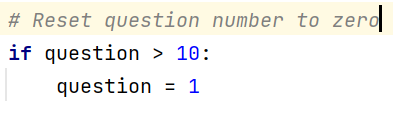 # Reset question number to zero
if question > 10:
    question = 1